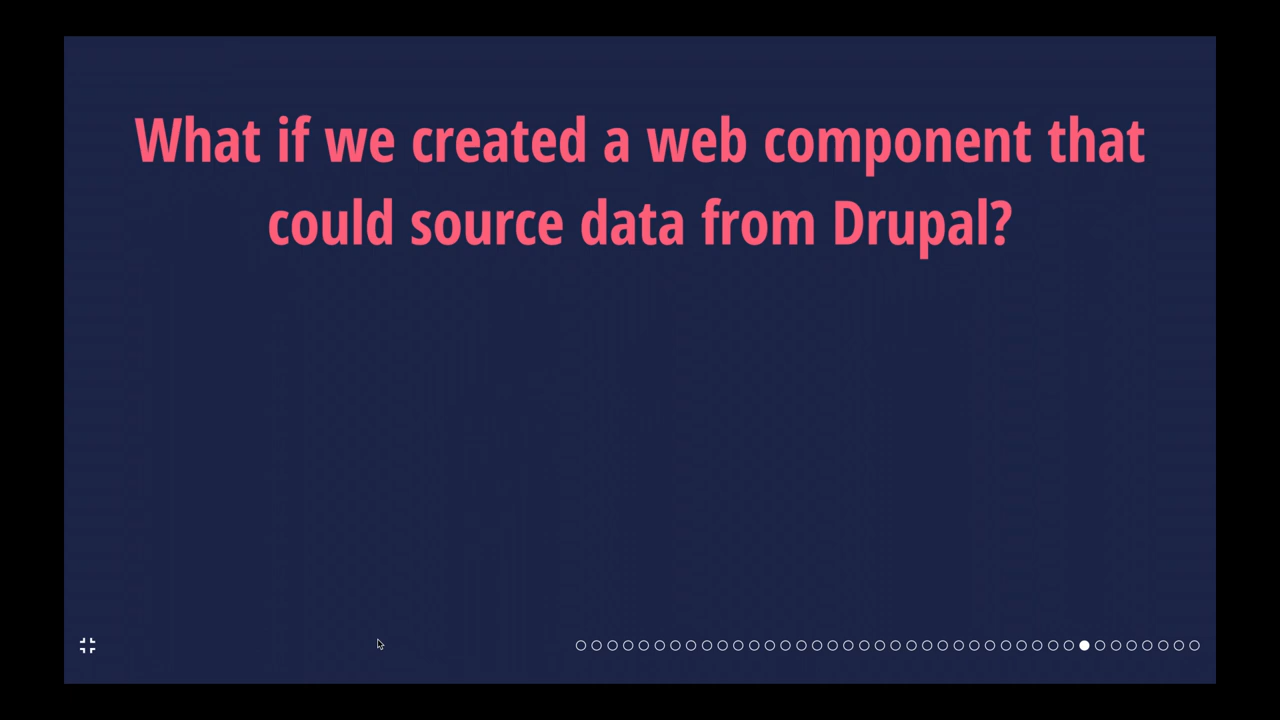 What if we created a web component that
could source data from Drupal?